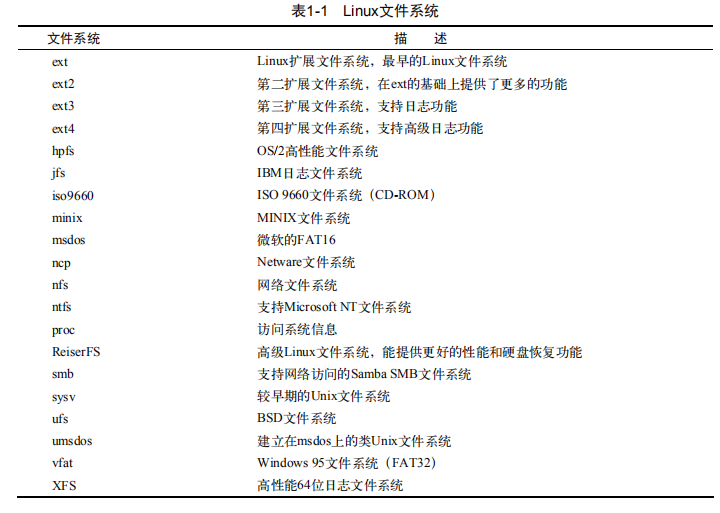 表1-1 Linux文件系统
文件系统 描 述
ext Linux扩展文件系统，最早的Linux文件系统
ext2 第二扩展文件系统，在ext的基础上提供了更多的功能
ext3 第三扩展文件系统，支持日志功能
ext4 第四扩展文件系统，支持高级日志功能
hpfs OS/2高性能文件系统
jfs IBM日志文件系统
iso9660 ISO 9660文件系统（CD-ROM）
minix MINIX文件系统
msdos 微软的FAT16
ncp Netware文件系统
nfs 网络文件系统
ntfs 支持Microsoft NT文件系统
proc 访问系统信息
ReiserFS 高级Linux文件系统，能提供更好的性能和硬盘恢复功能
smb 支持网络访问的Samba SMB文件系统
sysv 较早期的Unix文件系统
ufs BSD文件系统
umsdos 建立在msdos上的类Unix文件系统
vfat Windows 95文件系统（FAT32）
XFS 高性能64位日志文件系统